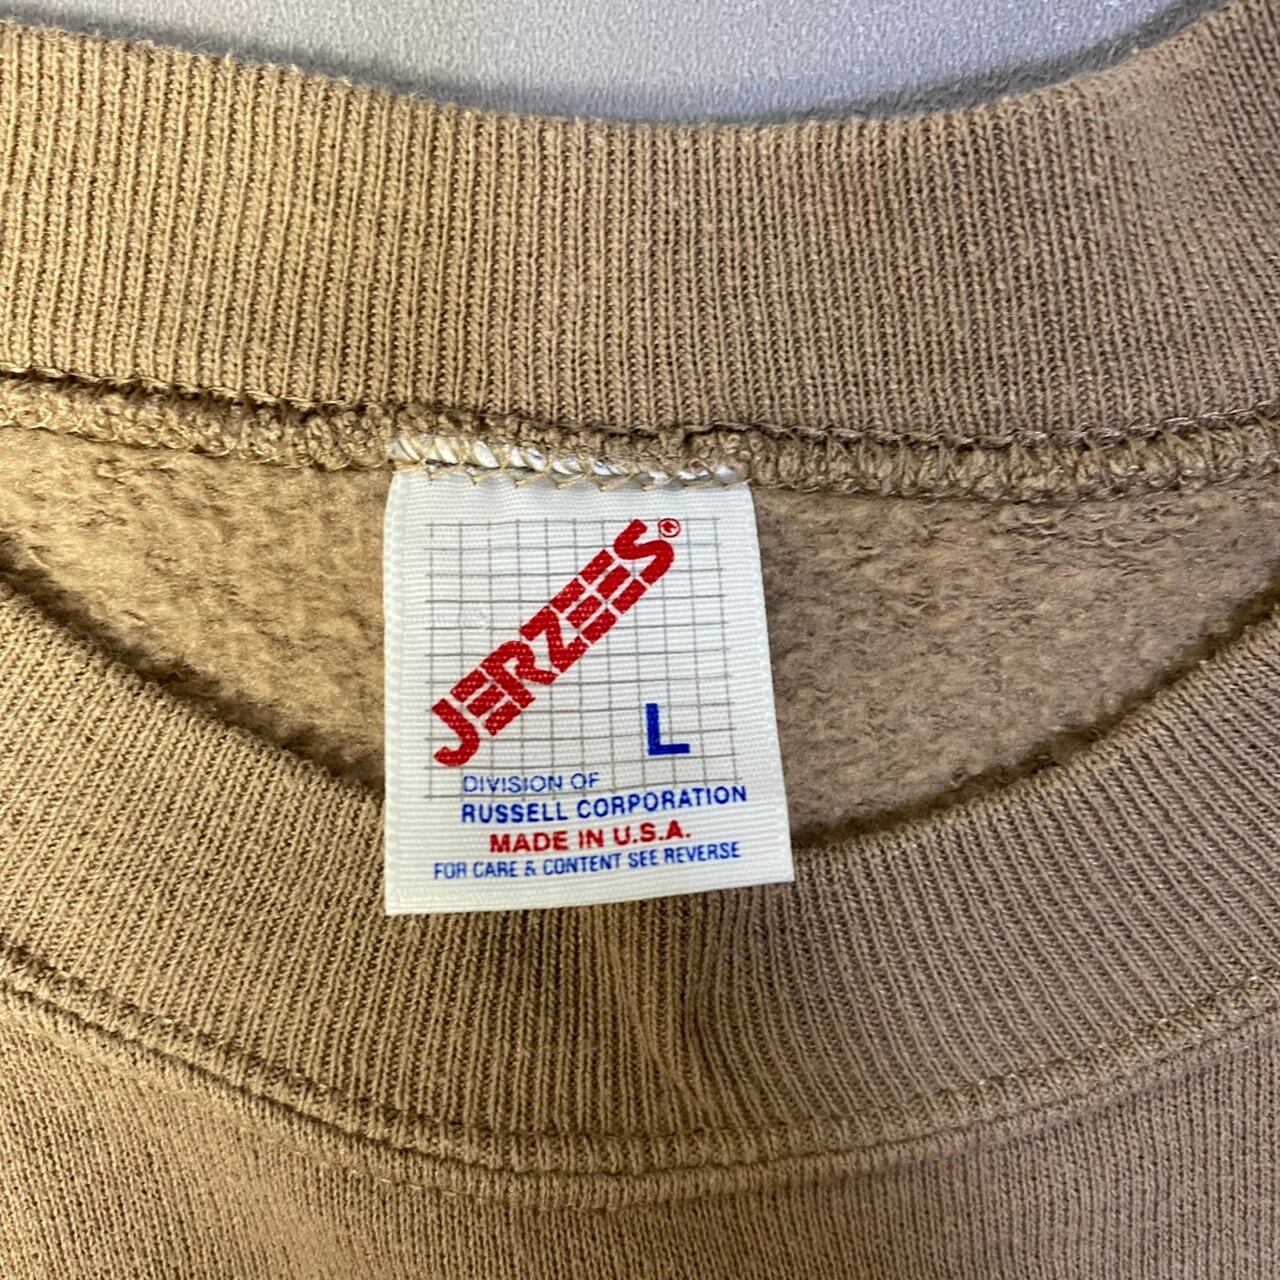 JERZEES®
L
DIVISION OF
RUSSELL CORPORATION
MADE IN U.S.A.
FOR CARE & CONTENT SEE REVERSE